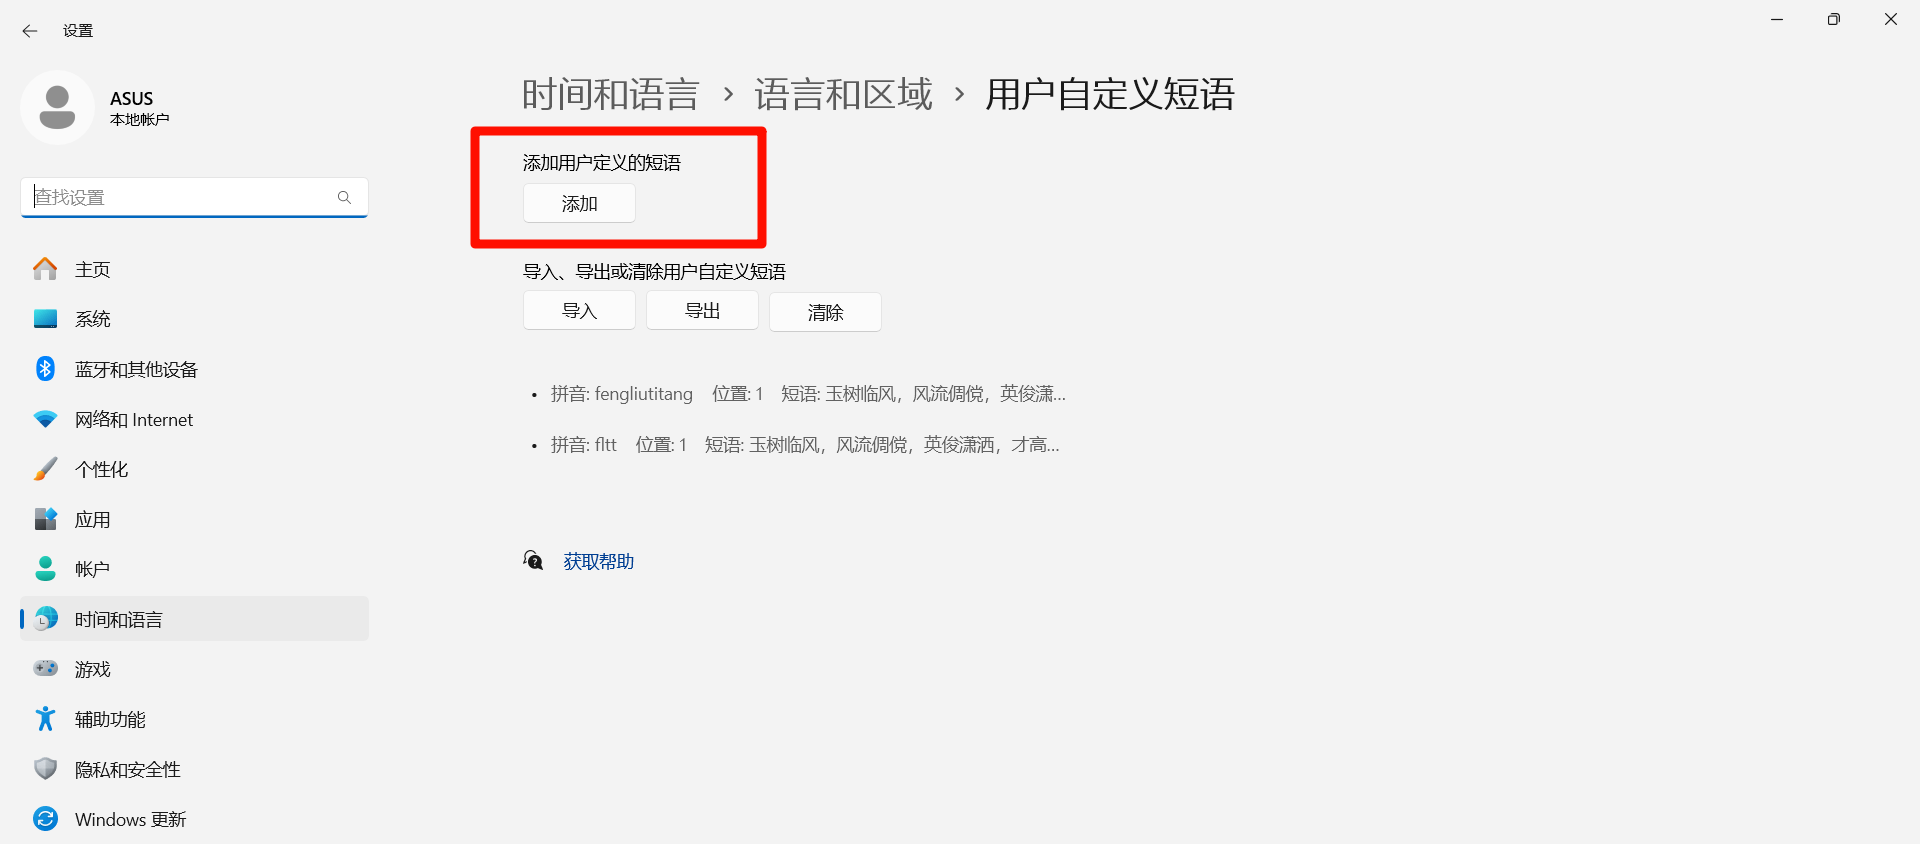 设置
ASUS
本地帐户
查找设置
主页
系统
蓝牙和其他设备
网络和 Internet
个性化
应用
帐户
时间和语言
游戏
辅助功能
隐私和安全性
Windows 更新
时间和语言 › 语言和区域 › 用户自定义短语
添加用户定义的短语
添加
导入、导出或清除用户自定义短语
导入 导出 清除
• 拼音: fengliutitang 位置: 1 短语: 玉树临风，风流倜傥，英俊潇...
• 拼音: fltt 位置: 1 短语: 玉树临风，风流倜傥，英俊潇洒，才高...
获取帮助